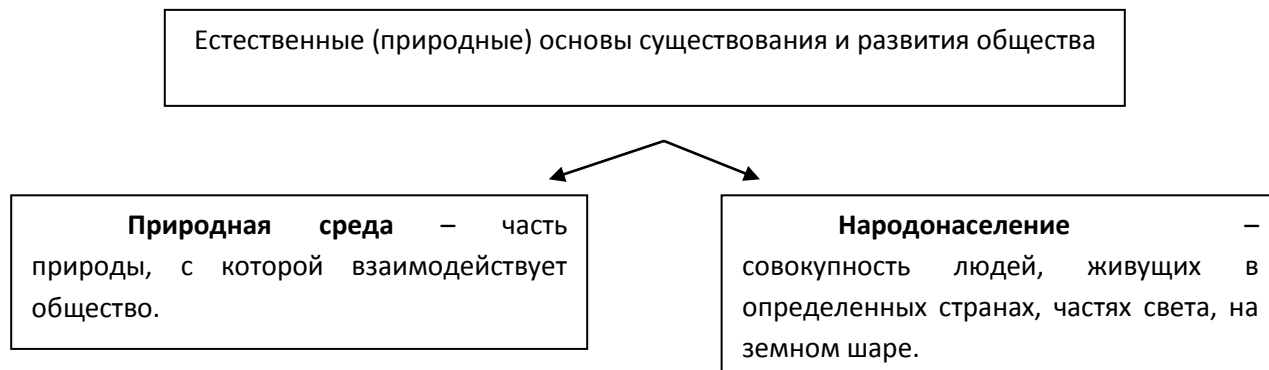 Естественные (природные) основы существования и развития общества
Природная среда – часть
природы, с которой взаимодействует
общество.
Народонаселение –
совокупность людей, живущих в
определенных странах, частях света, на
земном шаре.